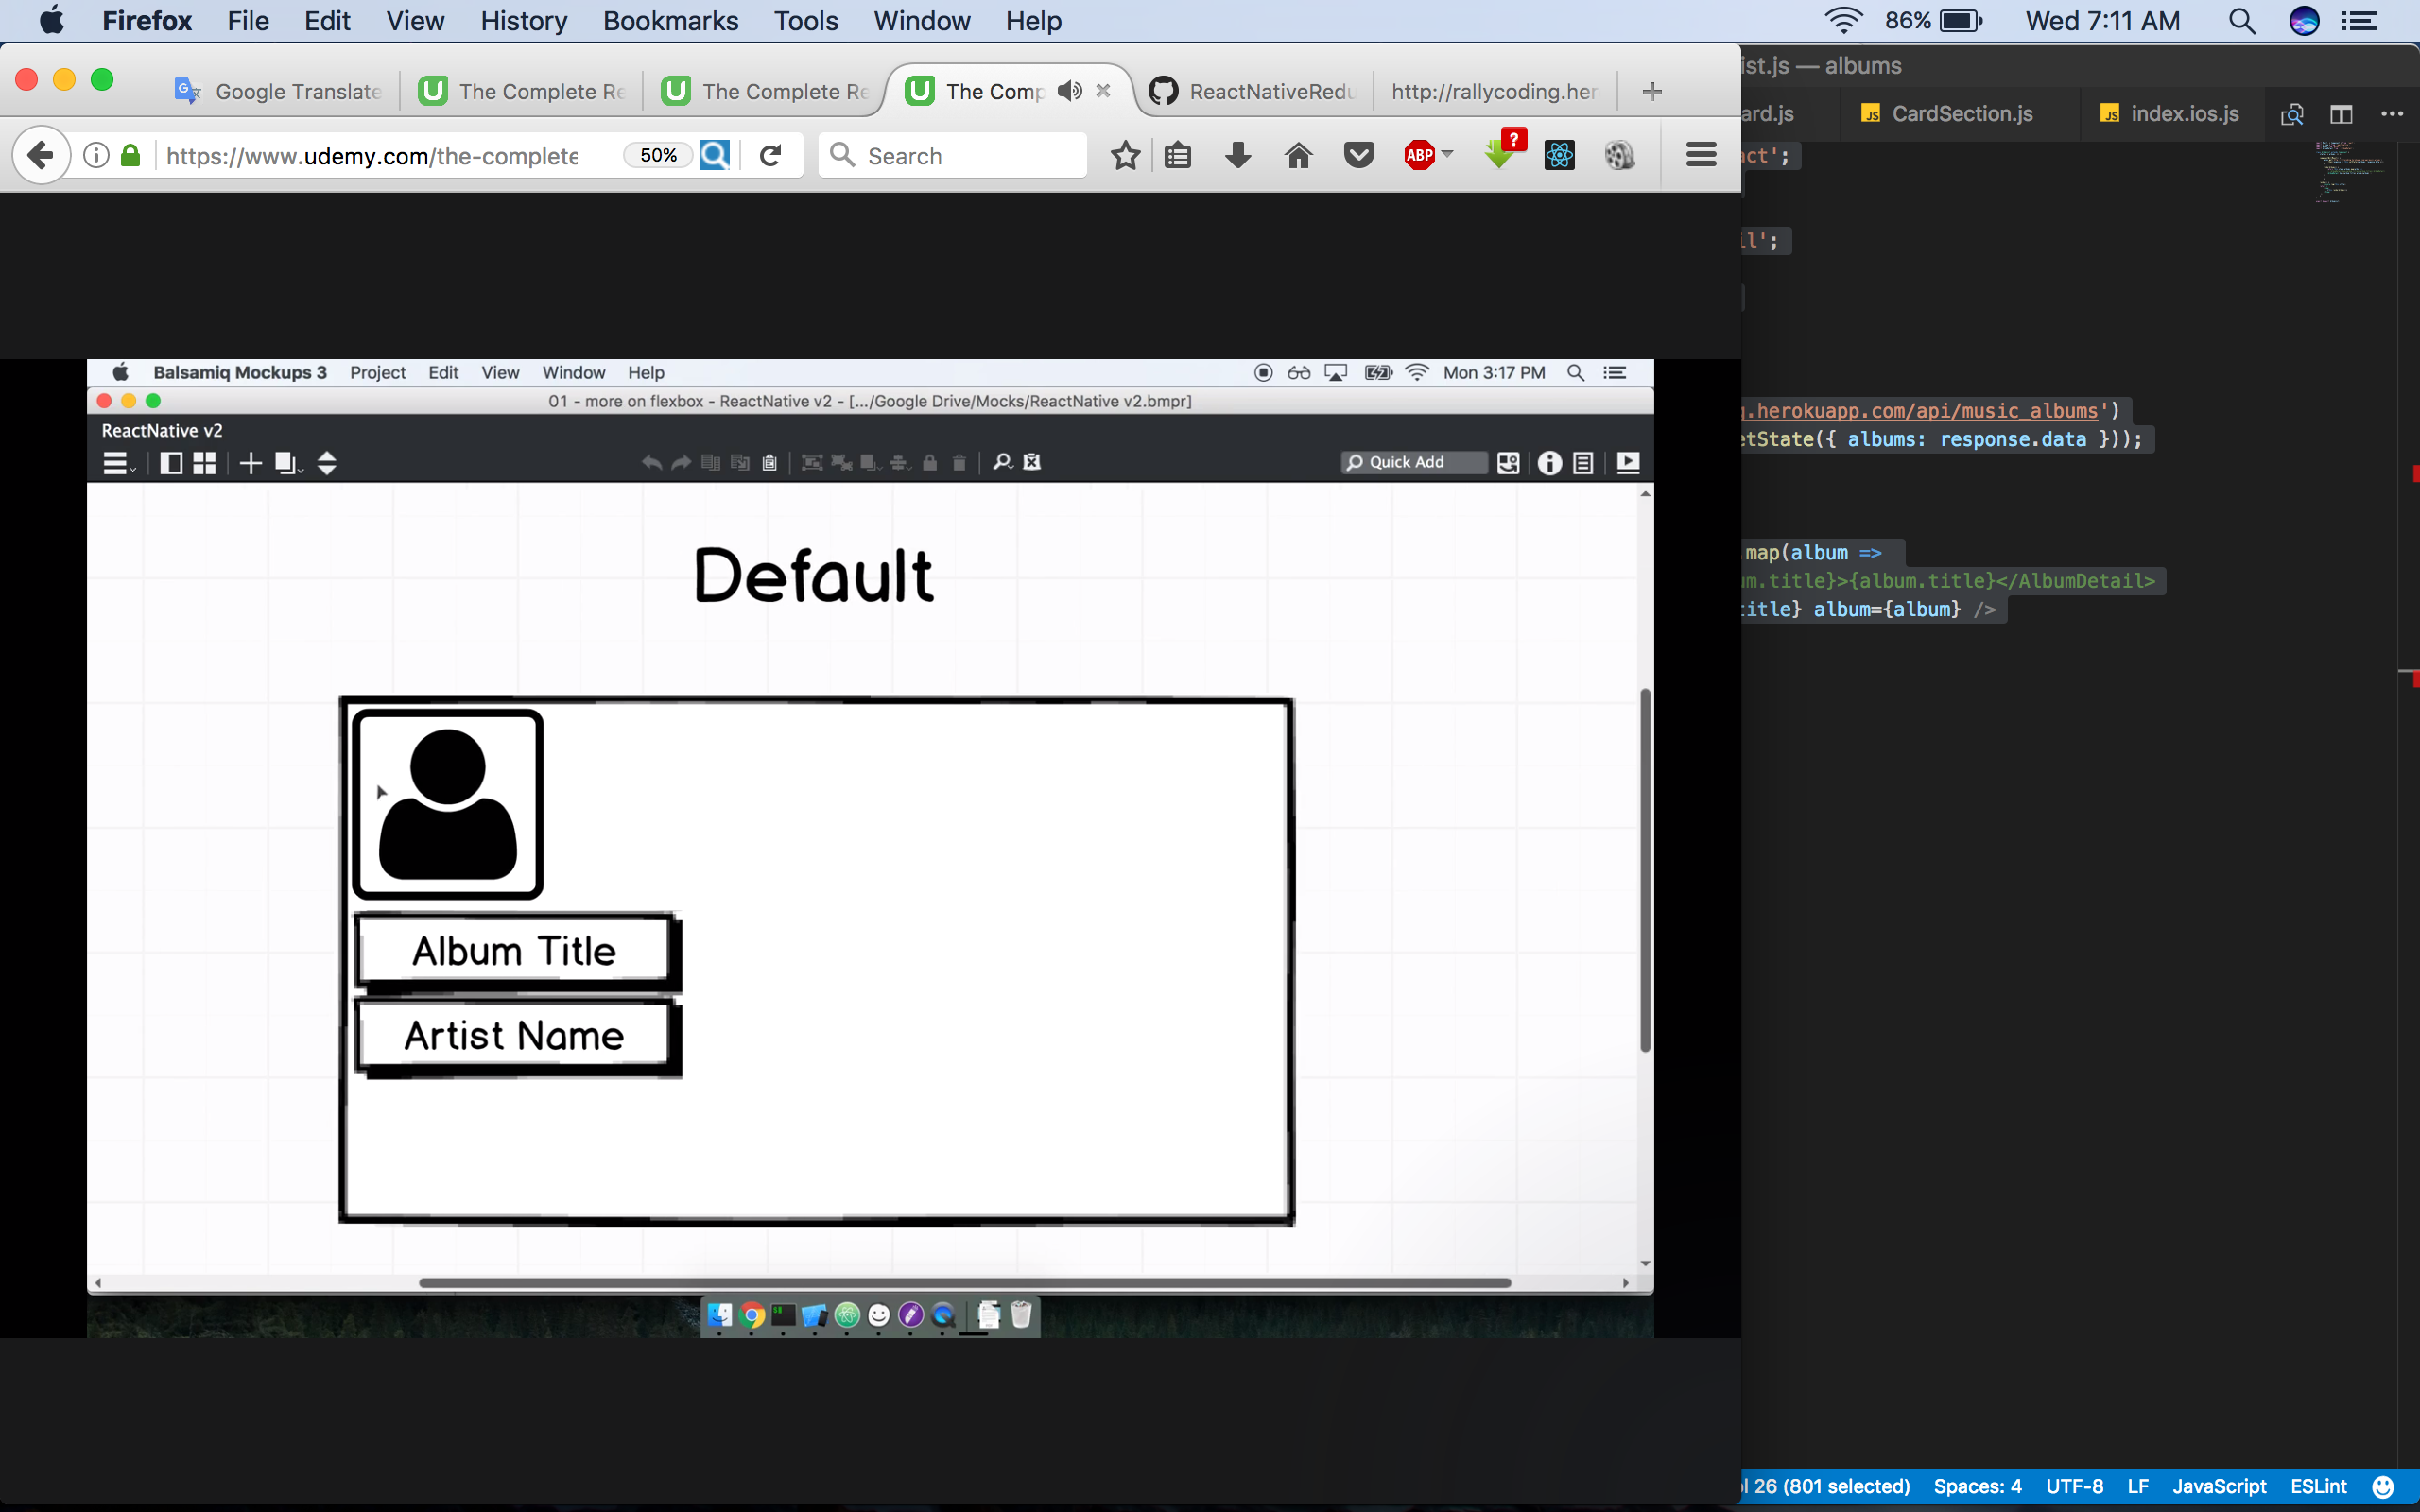 Firefox File Edit View History Bookmarks Tools Window Help 86% Wed 7:11 AM
ist.js — albums
Google Translate The Complete Re The Complete Re The Comp ReactNativeRedu http://rallycoding.her
ard.js CardSection.js index.ios.js
https://www.udemy.com/the-complete 50% Search ABP ?
act';
il';
Balsamiq Mockups 3 Project Edit View Window Help Mon 3:17 PM
01 - more on flexbox - ReactNative v2 - [.../Google Drive/Mocks/ReactNative v2.bmpr]
ReactNative v2
Quick Add
g.herokuapp.com/api/music_albums')
etState({ albums: response.data }));
.map(album =>
um.title}>{album.title}</AlbumDetail>
title} album={album} />
Default
Album Title
Artist Name
26 (801 selected) Spaces: 4 UTF-8 LF JavaScript ESLint